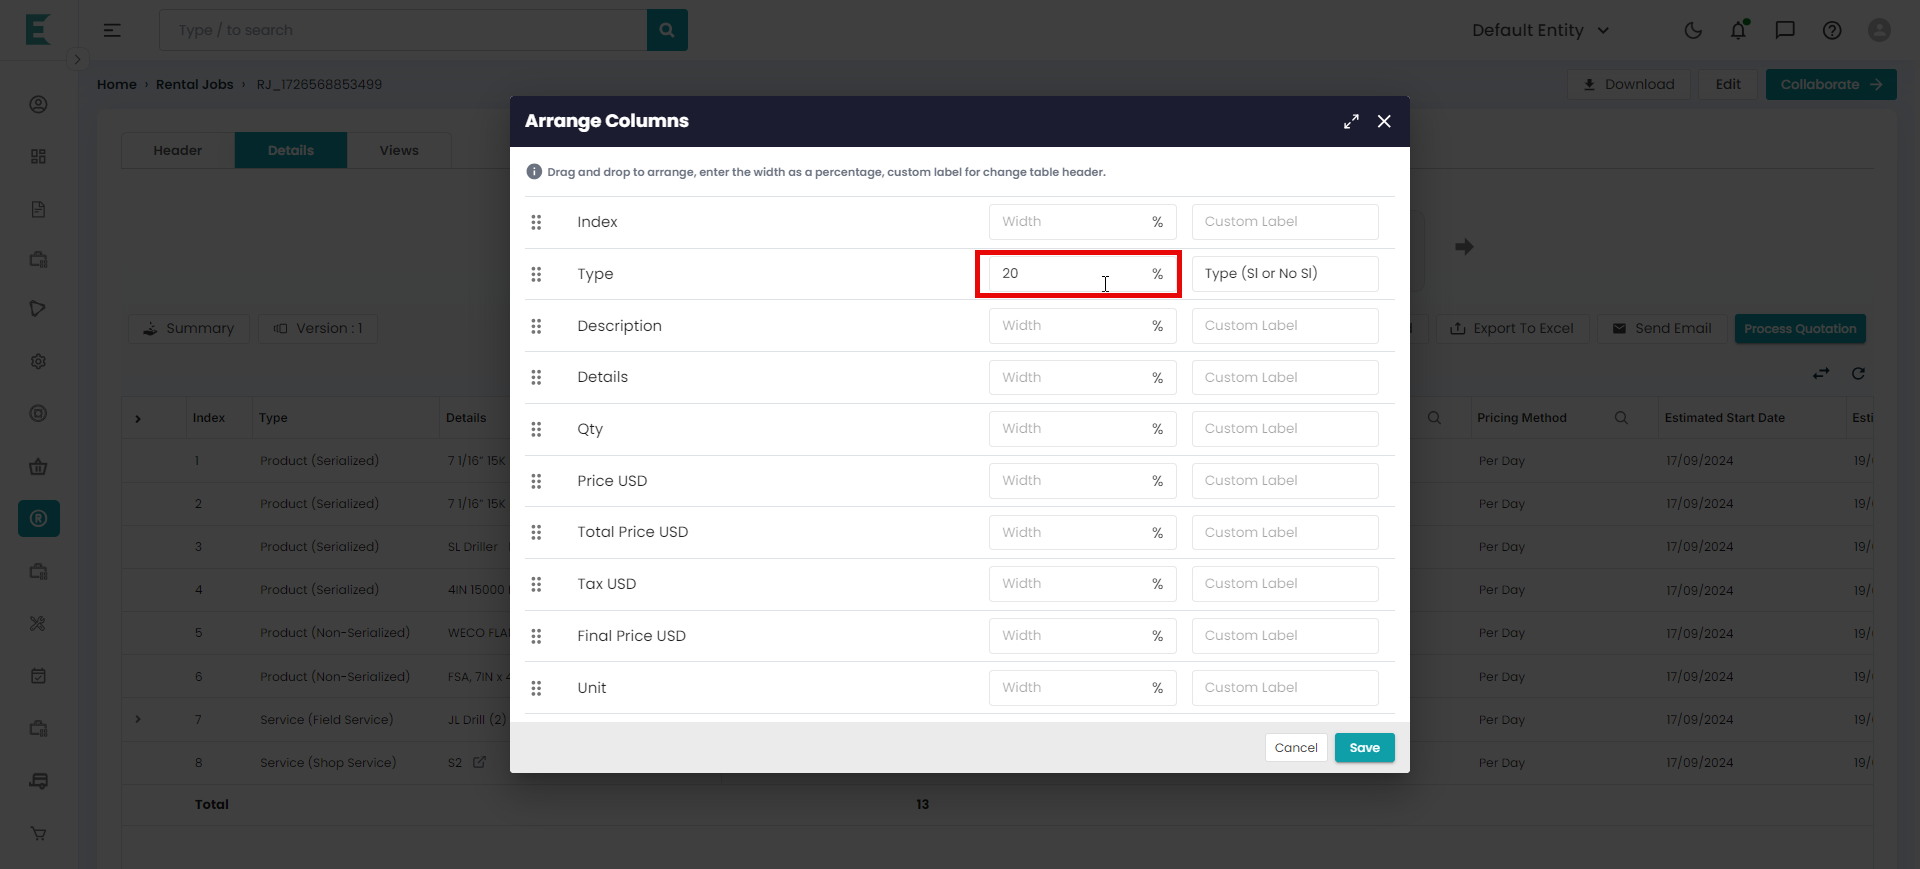 Type / to search
Default Entity
Home › Rental Jobs › RJ_1726568853499
Download
Edit
Collaborate
Header
Details
Views
Arrange Columns
Drag and drop to arrange, enter the width as a percentage, custom label for change table header.
Index
Width %
Custom Label
Type
20 %
Type (Sl or No Sl)
Description
Width %
Custom Label
Details
Width %
Custom Label
Qty
Width %
Custom Label
Price USD
Width %
Custom Label
Total Price USD
Width %
Custom Label
Tax USD
Width %
Custom Label
Final Price USD
Width %
Custom Label
Unit
Width %
Custom Label
Cancel
Save
Summary
Version : 1
Export To Excel
Send Email
Process Quotation
Index Type Details Pricing Method Estimated Start Date Esti
1 Product (Serialized) 7 1/16" 15K Per Day 17/09/2024 19/
2 Product (Serialized) 7 1/16" 15K Per Day 17/09/2024 19/
3 Product (Serialized) SL Driller Per Day 17/09/2024 19/
4 Product (Serialized) 4IN 15000 Per Day 17/09/2024 19/
5 Product (Non-Serialized) WECO FLA Per Day 17/09/2024 19/
6 Product (Non-Serialized) FSA, 7IN x Per Day 17/09/2024 19/
7 Service (Field Service) JL Drill (2) Per Day 17/09/2024 19/
8 Service (Shop Service) S2 Per Day 17/09/2024 19/
Total 13